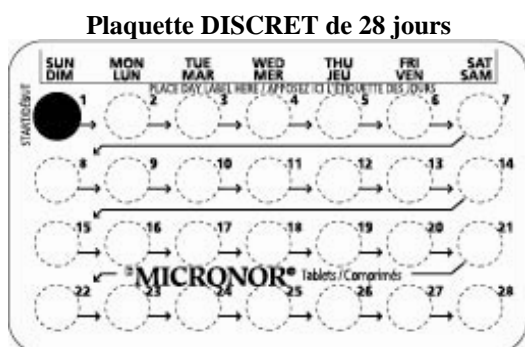 Plaquette DISCRET de 28 jours
SUN MON TUE WED THU FRI SAT
DIM LUN MAR MER JEU VEN SAM
PLACE DAY LABEL HERE / APPOSEZ ICI L'ÉTIQUETTE DES JOURS
START/DÉBUT
1 2 3 4 5 6 7
8 9 10 11 12 13 14
15 16 17 18 19 20 21
MICRONOR® Tablets/Comprimés
22 23 24 25 26 27 28